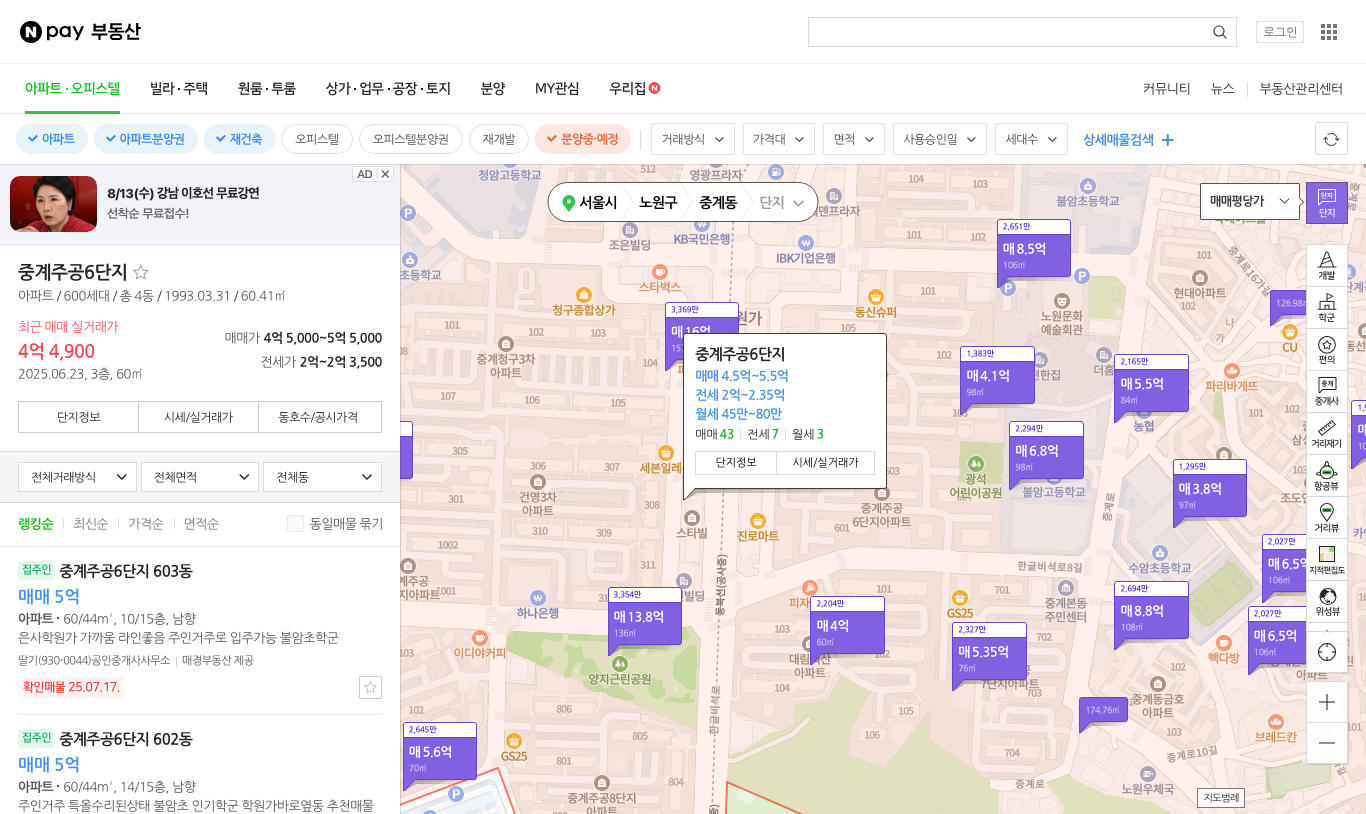 N pay 부동산
로그인
아파트·오피스텔
빌라·주택
원룸·투룸
상가·업무·공장·토지
분양
MY관심
우리집 N
커뮤니티
뉴스
부동산관리센터
아파트
아파트분양권
재건축
오피스텔
오피스텔분양권
재개발
분양중·예정
거래방식
가격대
면적
사용승인일
세대수
상세매물검색
AD
8/13(수) 강남 이호선 무료강연
선착순 무료접수!
중계주공6단지
아파트 / 600세대 / 총 4동 / 1993.03.31 / 60.41㎡
최근 매매 실거래가
4억 4,900
2025.06.23, 3층, 60㎡
매매가 4억 5,000~5억 5,000
전세가 2억~2억 3,500
단지정보
시세/실거래가
동호수/공시가격
전체거래방식
전체면적
전체동
랭킹순
최신순
가격순
면적순
동일매물 묶기
집주인 중계주공6단지 603동
매매 5억
아파트 · 60/44m², 10/15층, 남향
은사학원가 가까움 라인좋음 주인거주로 입주가능 불암초학군
딸기(930-0044)공인중개사사무소
매경부동산 제공
확인매물 25.07.17.
집주인 중계주공6단지 602동
매매 5억
아파트 · 60/44m², 14/15층, 남향
주인거주 특올수리된상태 불암초 인기학군 학원가바로옆동 추천매물
서울시
노원구
중계동
단지
매매평당가
단지
단지
개발
학군
편의
중개
중개사
거리재기
항공뷰
거리뷰
지적편집도
위성뷰
지도범례
중계주공6단지
매매 4.5억~5.5억
전세 2억~2.35억
월세 45만~80만
매매 43
전세 7
월세 3
단지정보
시세/실거래가
2,651만
매 8.5억
106㎡
3,369만
매 16억
1,383만
매 4.1억
98㎡
2,165만
매 5.5억
84㎡
2,294만
매 6.8억
98㎡
1,295만
매 3.8억
97㎡
2,027만
매 6.5억
106㎡
2,694만
매 8.8억
108㎡
2,027만
매 6.5억
106㎡
3,354만
매 13.8억
136㎡
2,204만
매 4억
60㎡
2,327만
매 5.35억
76㎡
174.76㎡
126.98㎡
2,645만
매 5.6억
70㎡
청암고등학교
영광프라자
조은빌딩
KB국민은행
IBK기업은행
불암초등학교
스타벅스
청구종합상가
동신슈퍼
노원문화
예술회관
현대아파트
중계로16가길
CU
중계청구3차
아파트
파리바게뜨
농협
세븐일레븐
건영3차
아파트
광석
어린이공원
불암고등학교
중계주공
6단지아파트
스타빌
진로마트
중계로
한글비석로8길
수암초등학교
동북선(공사중)
하나은행
이디야커피
양지근린공원
GS25
중계본동
주민센터
빽다방
7단지아파트
한글비석로
중계동금호
아파트
브레드칸
중계로10길
중계로
노원우체국
GS25
중계주공8단지
아파트